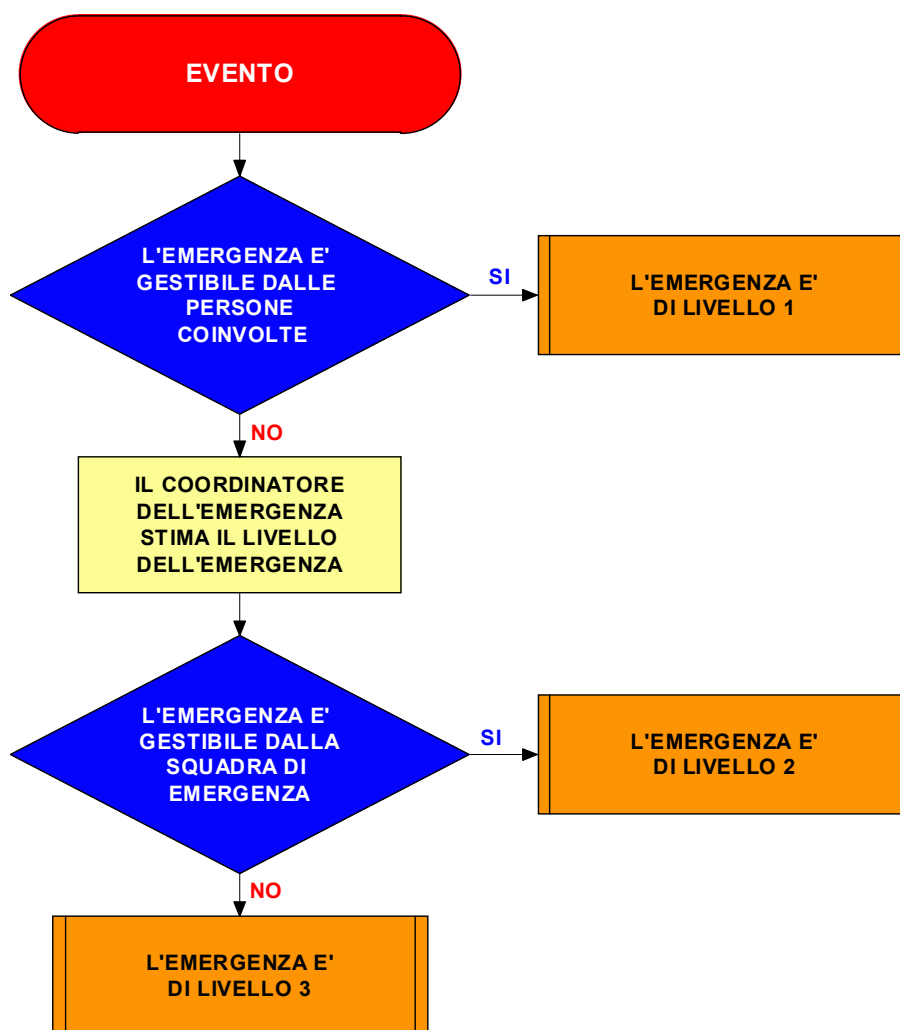 EVENTO
L'EMERGENZA E'
GESTIBILE DALLE
PERSONE
COINVOLTE
SI
L'EMERGENZA E'
DI LIVELLO 1
NO
IL COORDINATORE
DELL'EMERGENZA
STIMA IL LIVELLO
DELL'EMERGENZA
L'EMERGENZA E'
GESTIBILE DALLA
SQUADRA DI
EMERGENZA
SI
L'EMERGENZA E'
DI LIVELLO 2
NO
L'EMERGENZA E'
DI LIVELLO 3